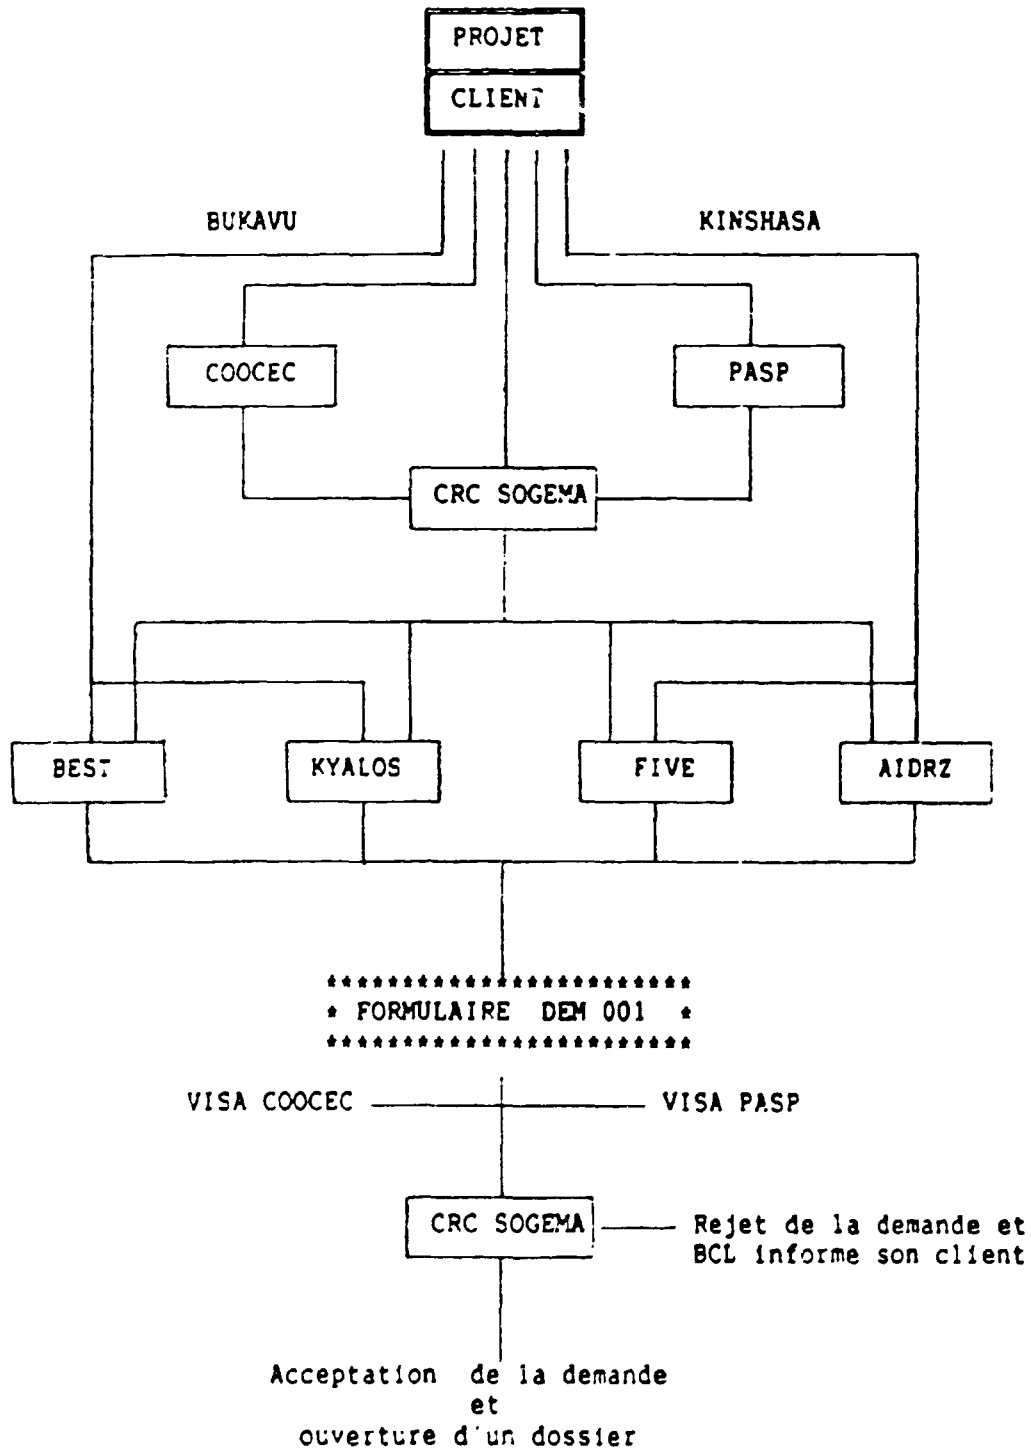 PROJET
CLIENT
BUKAVU
KINSHASA
COOCEC
PASP
CRC SOGEMA
BEST
KYALOS
FIVE
AIDRZ
*************************
* FORMULAIRE DEM 001 *
*************************
VISA COOCEC
VISA PASP
CRC SOGEMA
Rejet de la demande et
BCL informe son client
Acceptation de la demande
et
ouverture d'un dossier